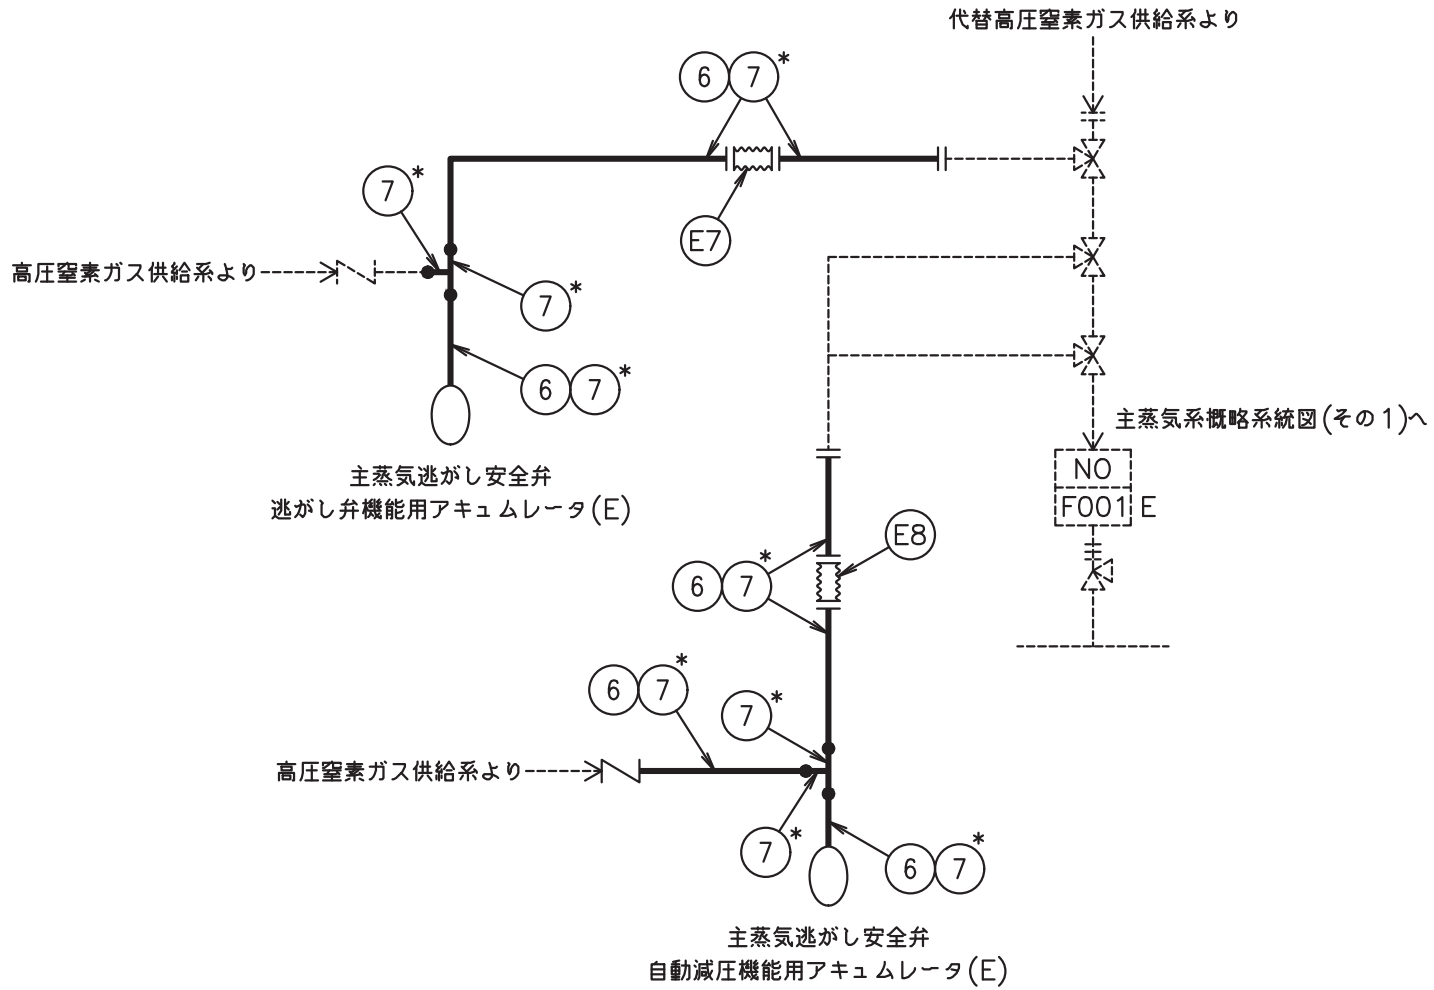 代替高圧窒素ガス供給系より
6 7 *
7 *
E7
高圧窒素ガス供給系より
7 *
6 7 *
主蒸気系概略系統図(その1)へ
主蒸気逃がし安全弁
逃がし弁機能用アキュムレータ(E)
NO
F001 E
E8
6 7 *
6 7 *
7 *
高圧窒素ガス供給系より
7 *
6 7 *
主蒸気逃がし安全弁
自動減圧機能用アキュムレータ(E)